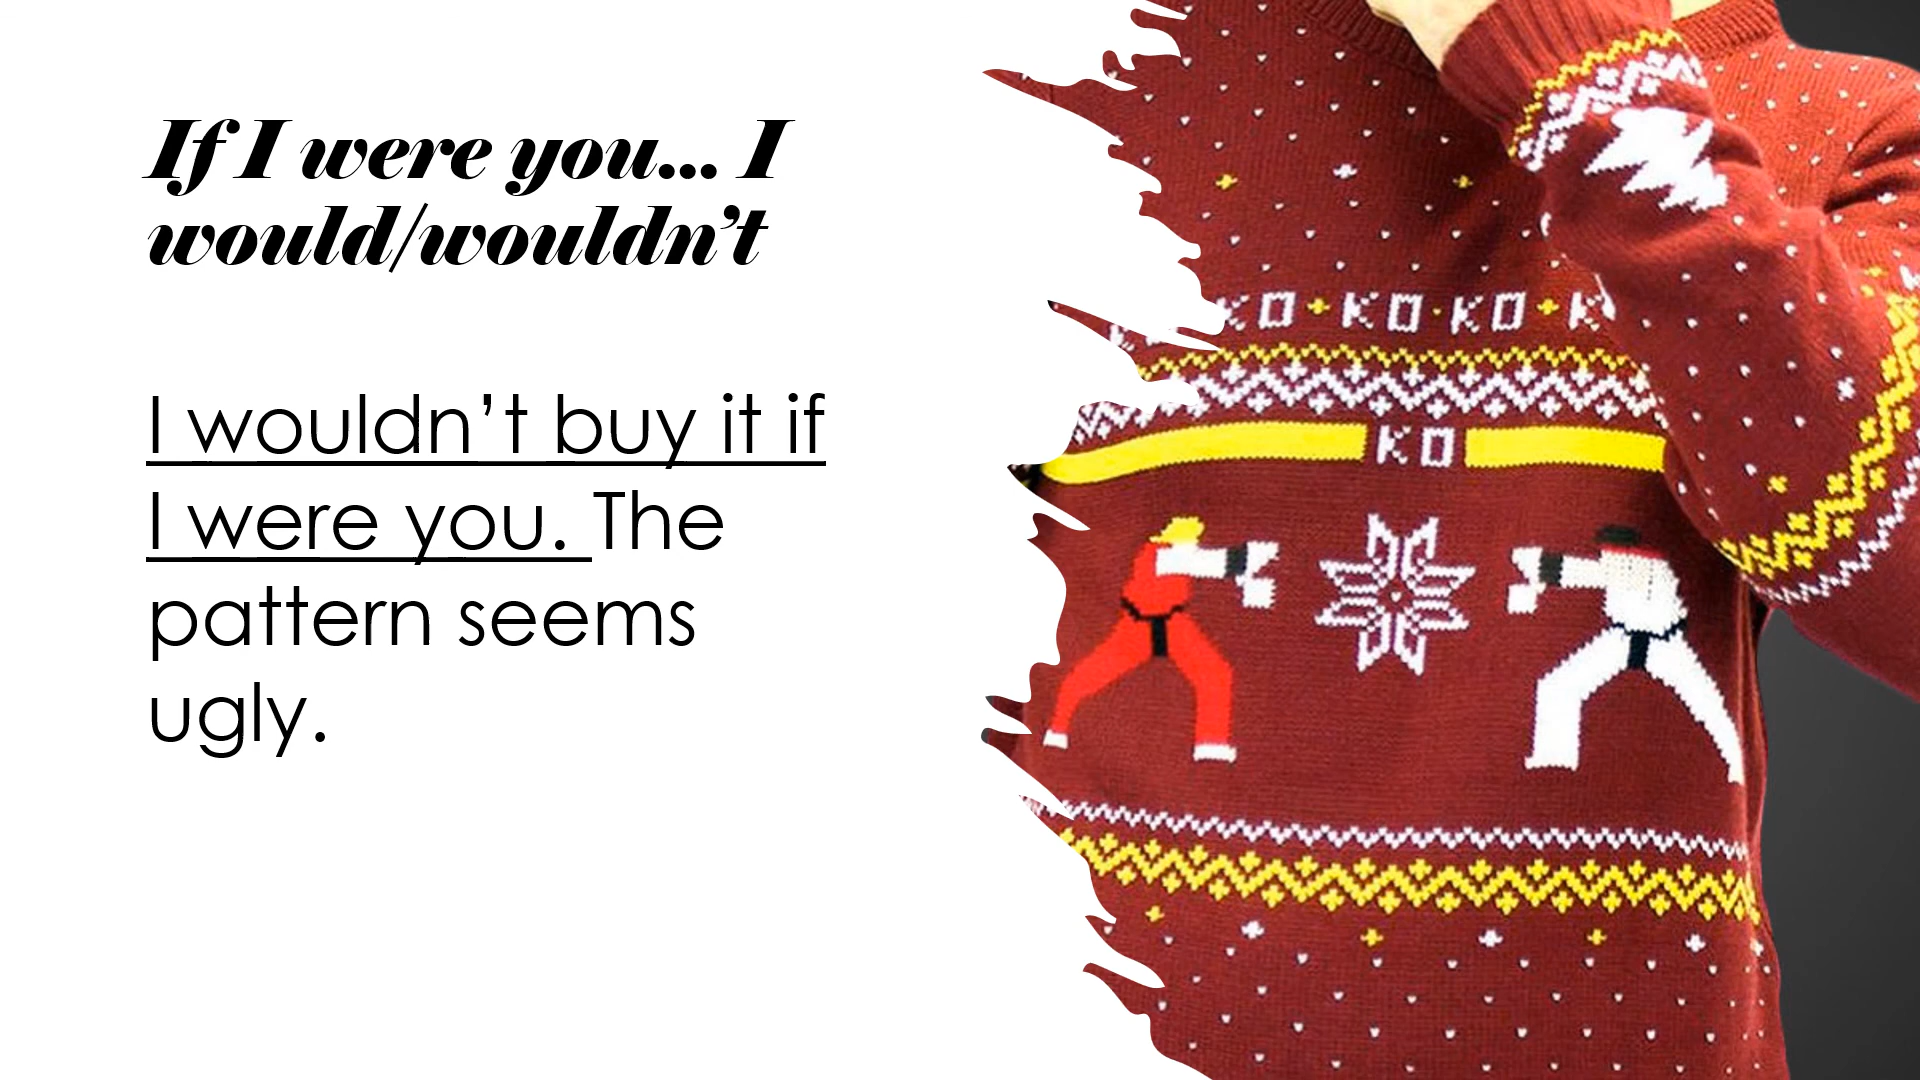 If I were you... I
would/wouldn’t
I wouldn’t buy it if
I were you. The
pattern seems
ugly.
KO + KO · KO + K
KO